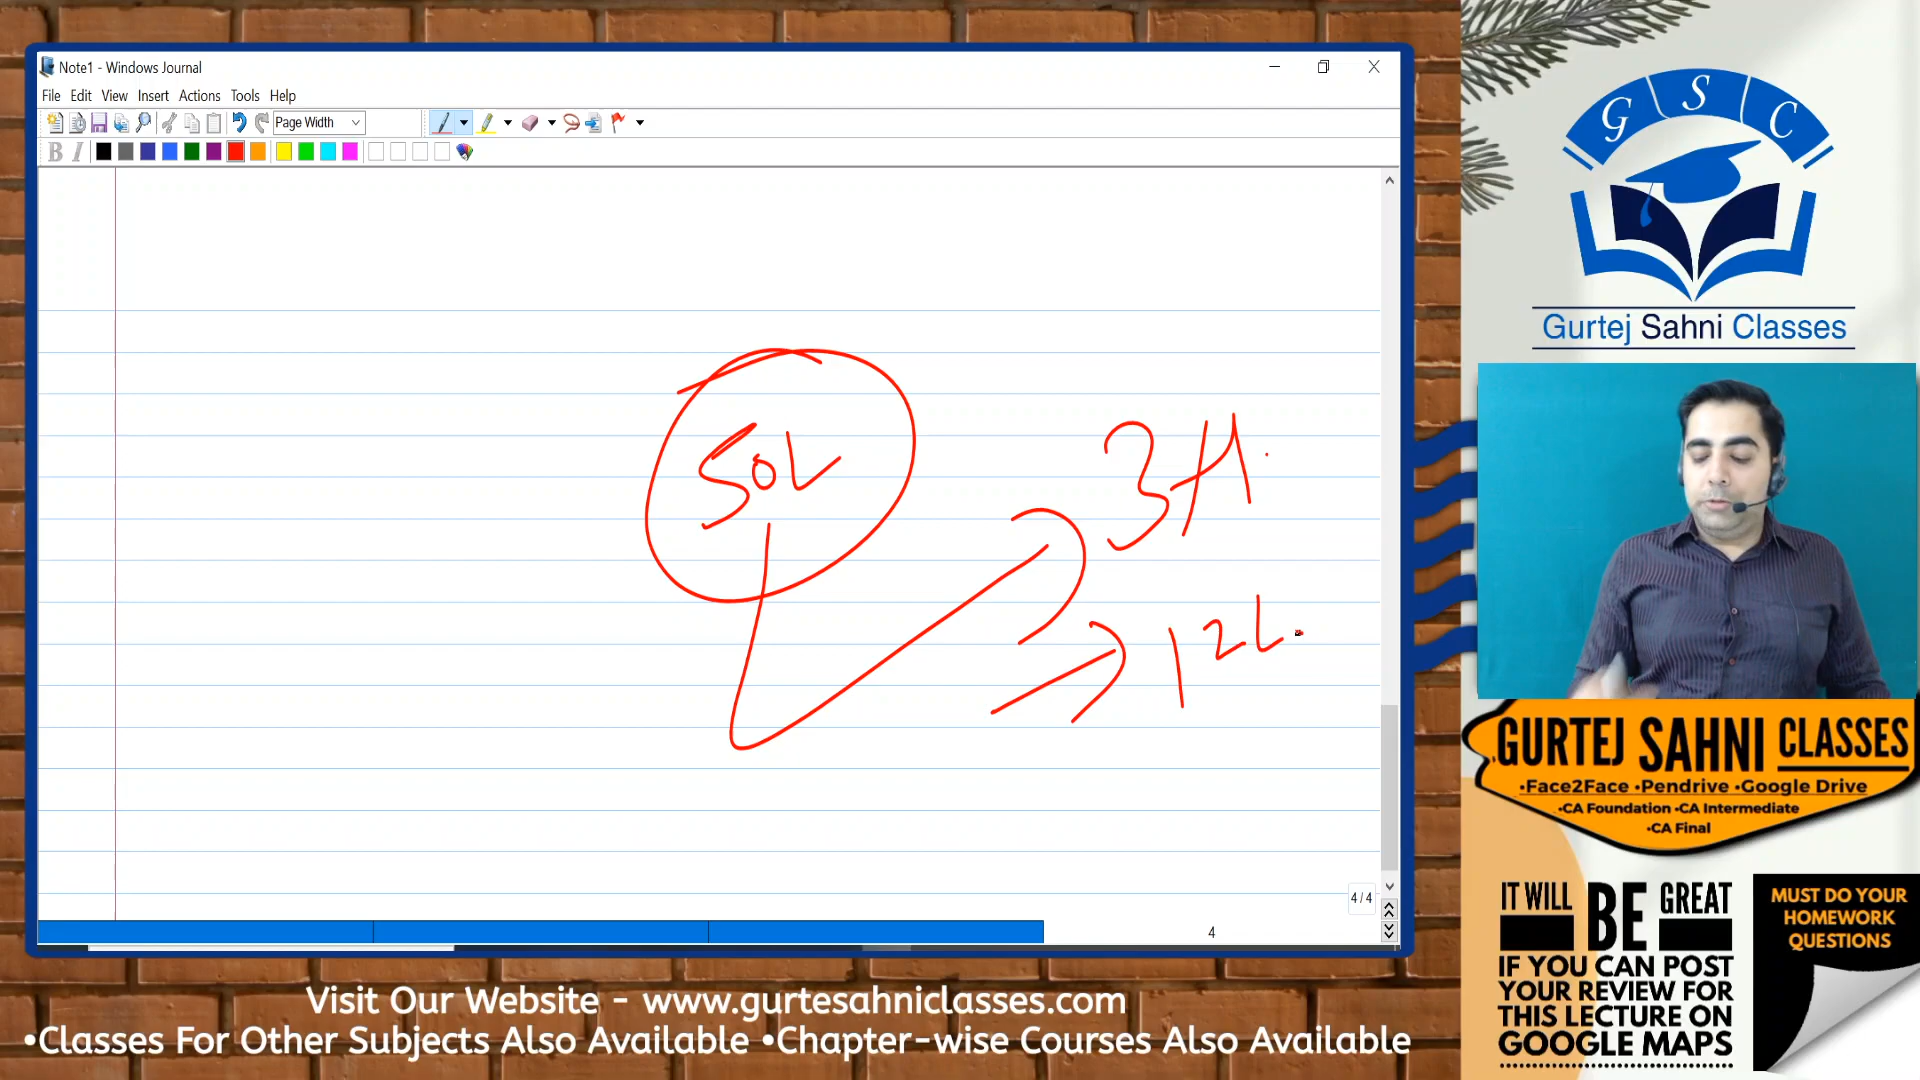 Note1 - Windows Journal
File Edit View Insert Actions Tools Help
Page Width
B I
50L
3
12L
4 / 4
4
G S C
Gurtej Sahni Classes
GURTEJ SAHNI CLASSES
•Face2Face •Pendrive •Google Drive
•CA Foundation •CA Intermediate
•CA Final
IT WILL BE GREAT
IF YOU CAN POST
YOUR REVIEW FOR
THIS LECTURE ON
GOOGLE MAPS
MUST DO YOUR
HOMEWORK
QUESTIONS
Visit Our Website - www.gurtesahniclasses.com
•Classes For Other Subjects Also Available •Chapter-wise Courses Also Available